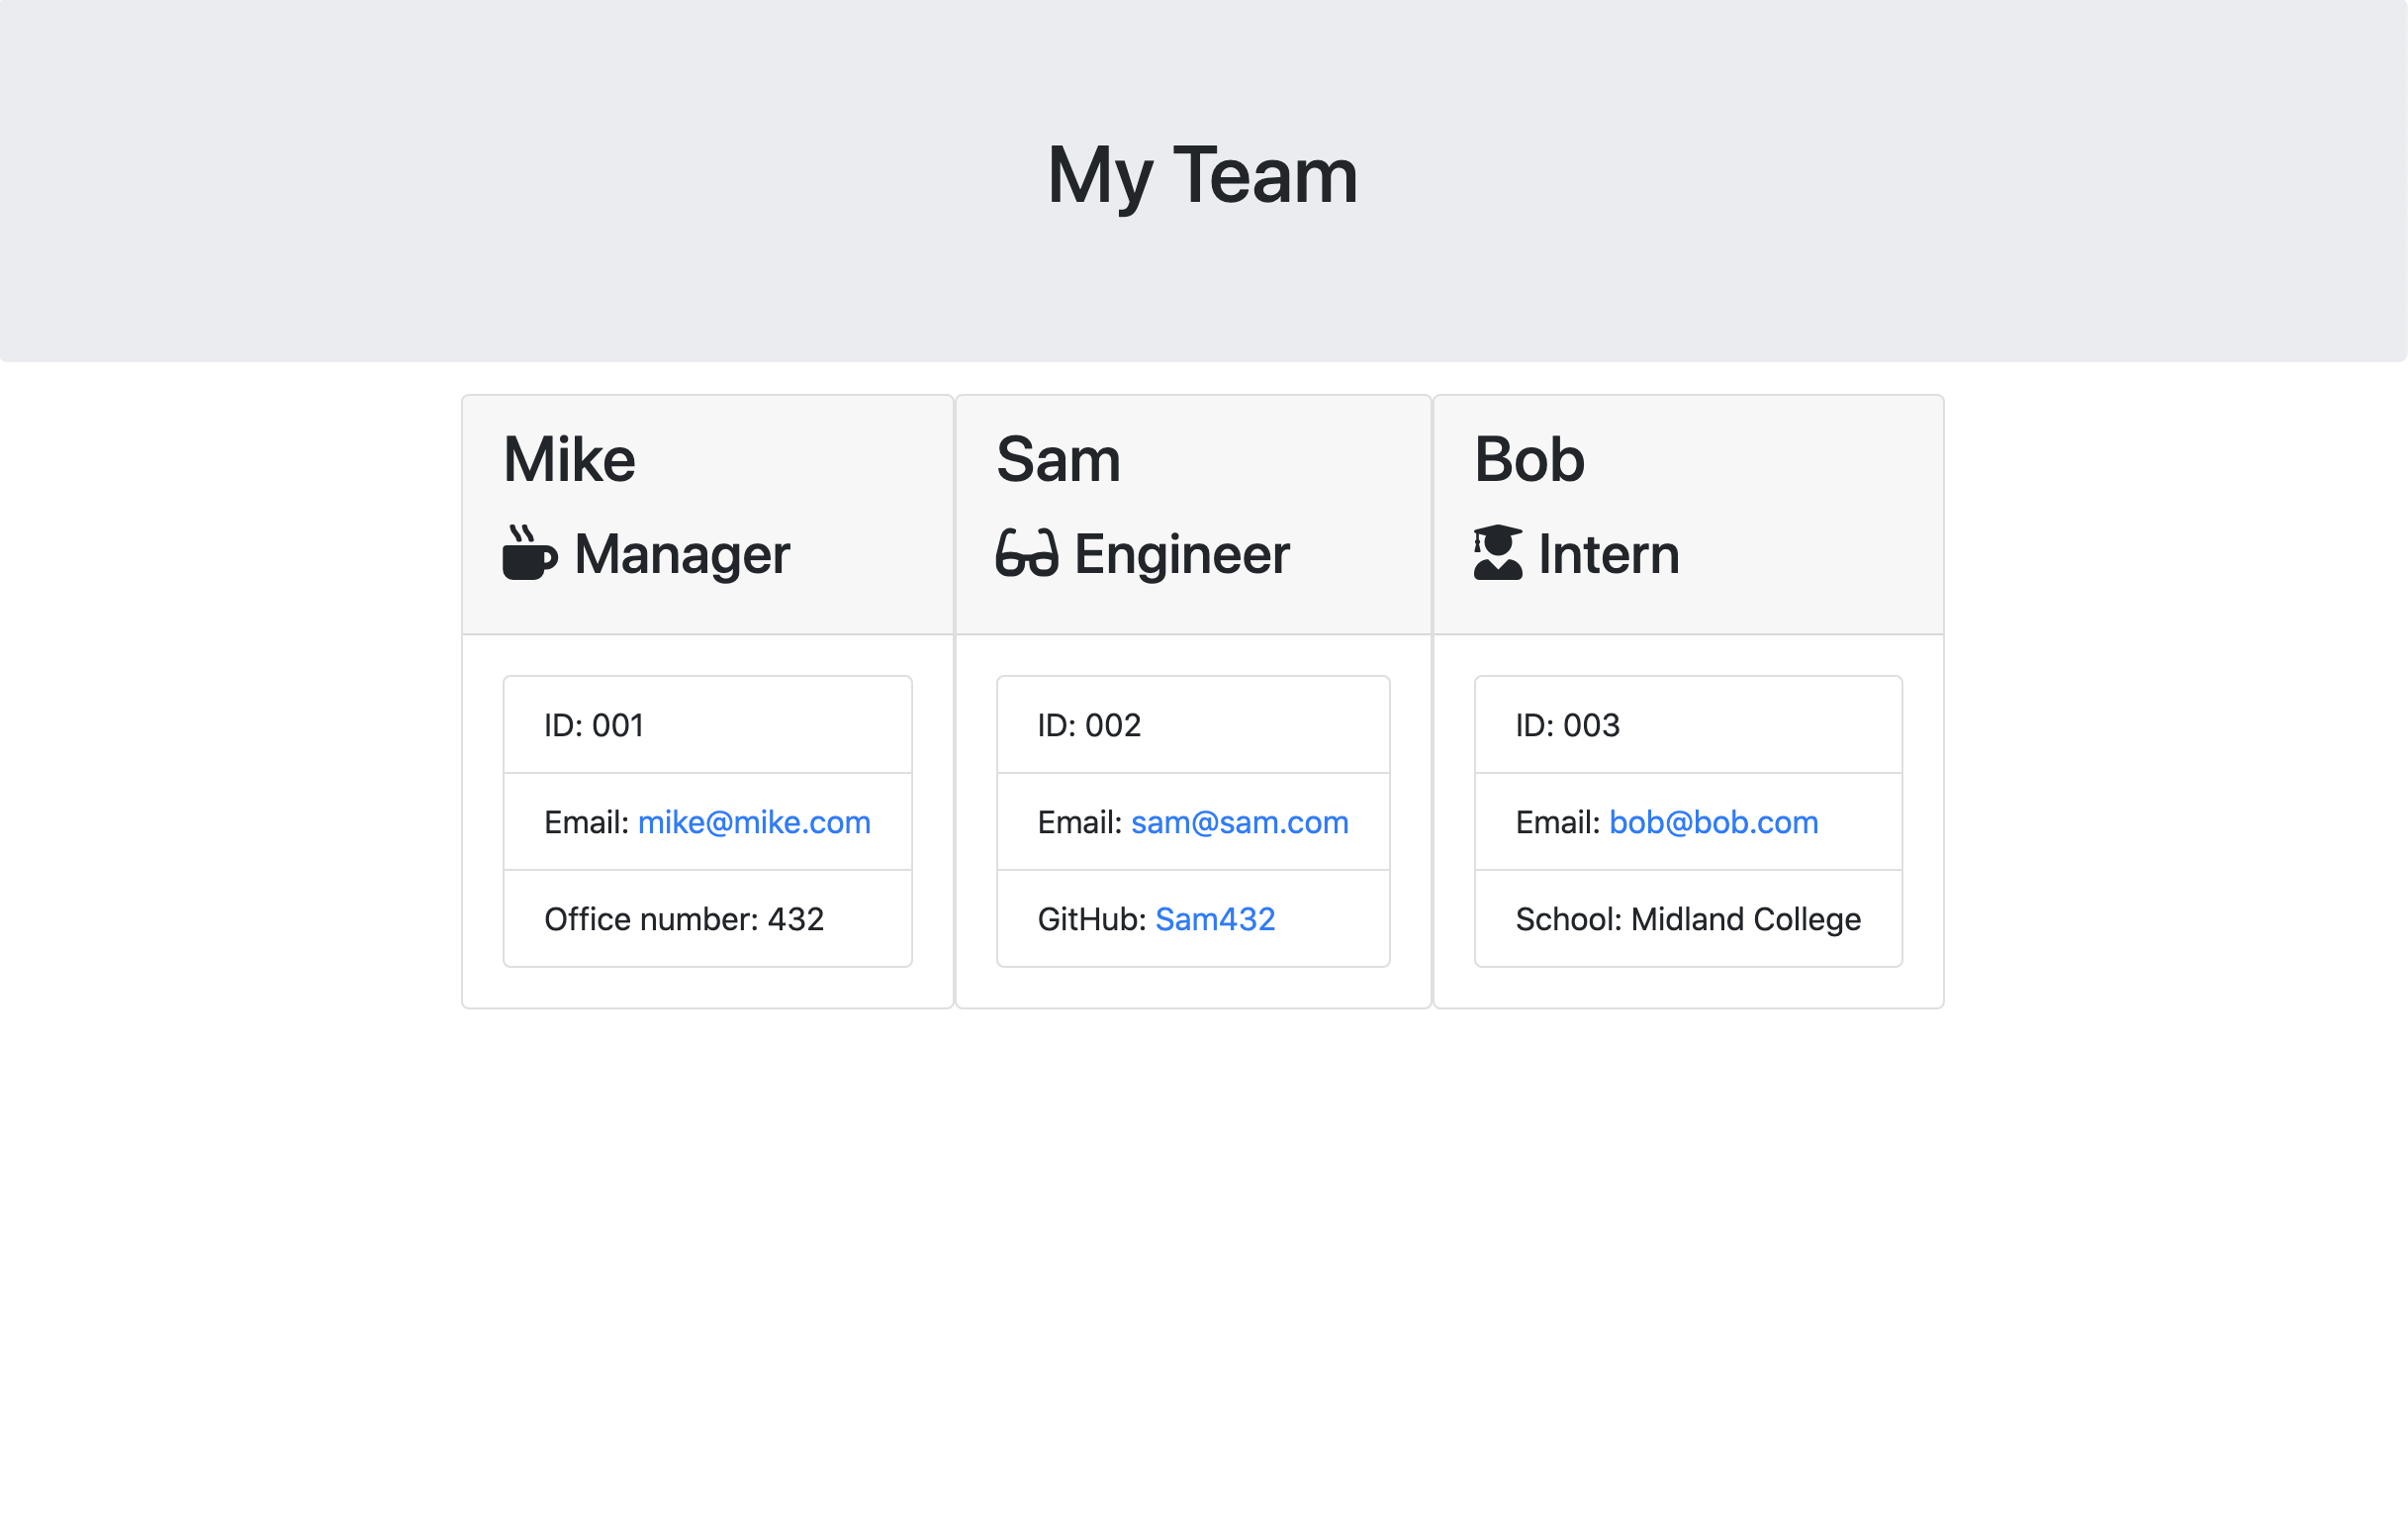 My Team
Mike
Manager
ID: 001
Email: mike@mike.com
Office number: 432
Sam
Engineer
ID: 002
Email: sam@sam.com
GitHub: Sam432
Bob
Intern
ID: 003
Email: bob@bob.com
School: Midland College